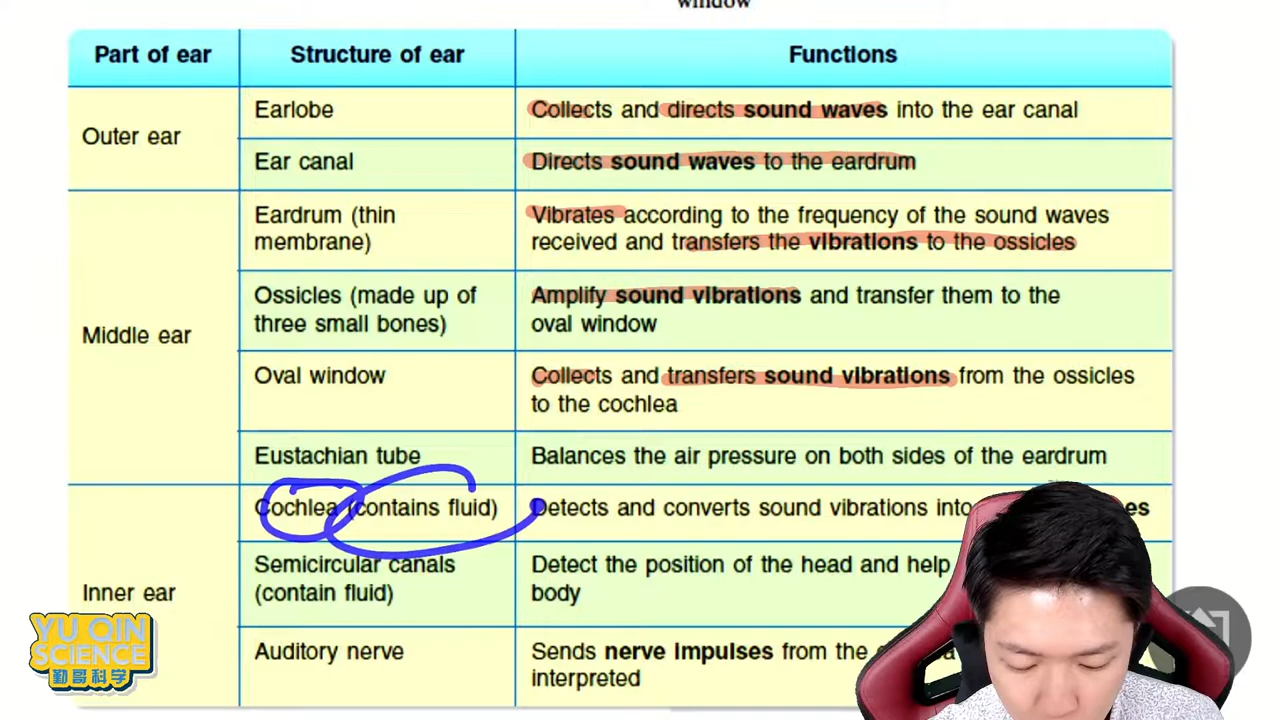 window
Part of ear
Structure of ear
Functions
Outer ear
Earlobe
Collects and directs sound waves into the ear canal
Ear canal
Directs sound waves to the eardrum
Middle ear
Eardrum (thin
membrane)
Vibrates according to the frequency of the sound waves
received and transfers the vibrations to the ossicles
Ossicles (made up of
three small bones)
Amplify sound vibrations and transfer them to the
oval window
Oval window
Collects and transfers sound vibrations from the ossicles
to the cochlea
Eustachian tube
Balances the air pressure on both sides of the eardrum
Inner ear
Cochlea (contains fluid)
Detects and converts sound vibrations into
Semicircular canals
(contain fluid)
Detect the position of the head and help
body
Auditory nerve
Sends nerve impulses from the
interpreted
YU QIN
SCIENCE
勤哥科学